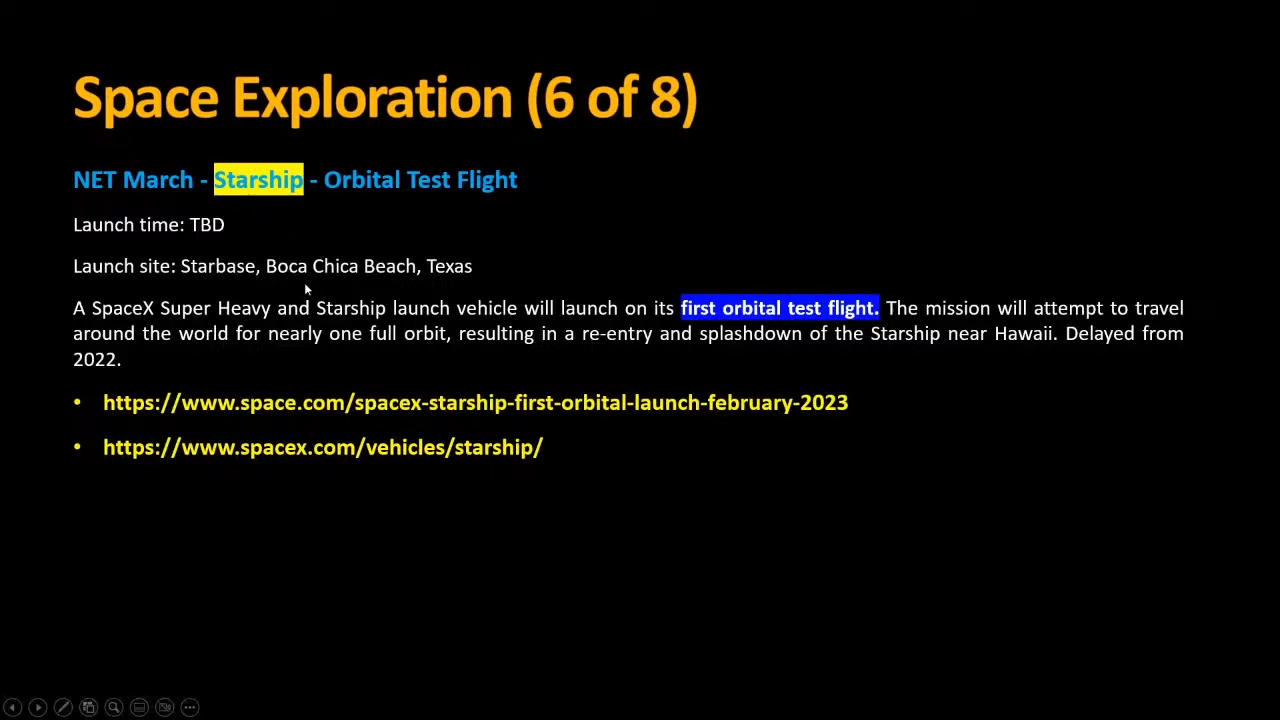 Space Exploration (6 of 8)
NET March - Starship - Orbital Test Flight
Launch time: TBD
Launch site: Starbase, Boca Chica Beach, Texas
A SpaceX Super Heavy and Starship launch vehicle will launch on its first orbital test flight. The mission will attempt to travel
around the world for nearly one full orbit, resulting in a re-entry and splashdown of the Starship near Hawaii. Delayed from
2022.
• https://www.space.com/spacex-starship-first-orbital-launch-february-2023
• https://www.spacex.com/vehicles/starship/